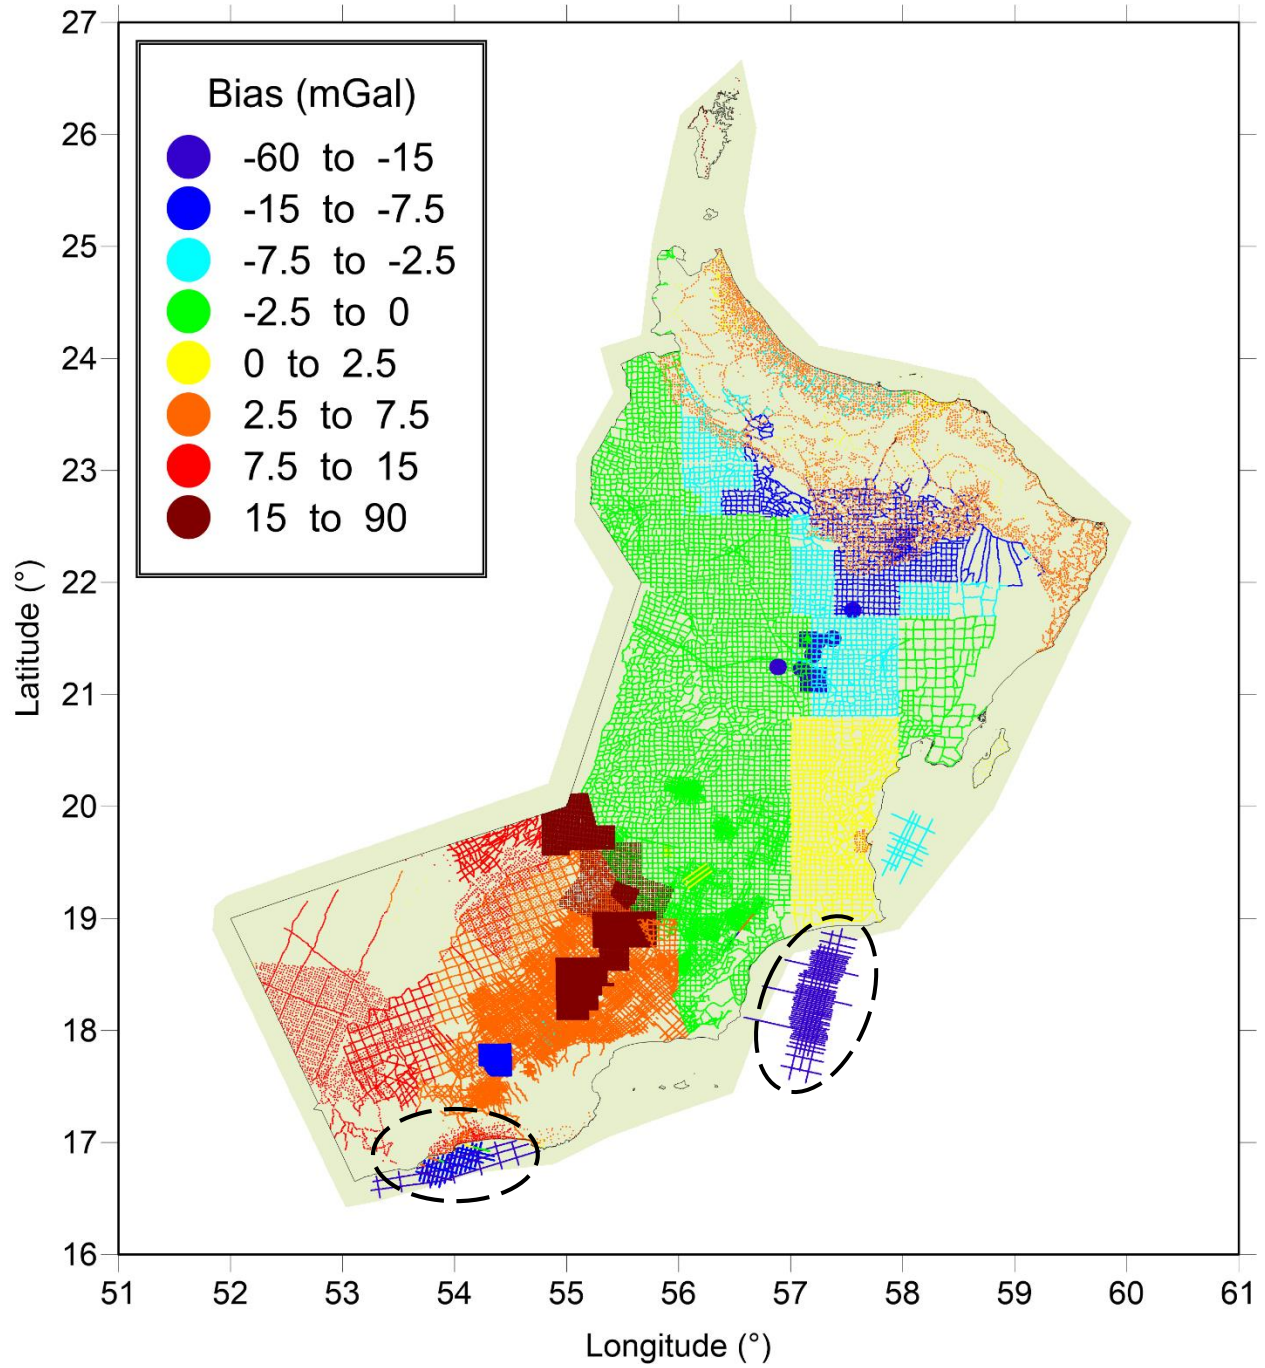 Bias (mGal)
-60 to -15
-15 to -7.5
-7.5 to -2.5
-2.5 to 0
0 to 2.5
2.5 to 7.5
7.5 to 15
15 to 90
Latitude (°)
27
26
25
24
23
22
21
20
19
18
17
16
51 52 53 54 55 56 57 58 59 60 61
Longitude (°)